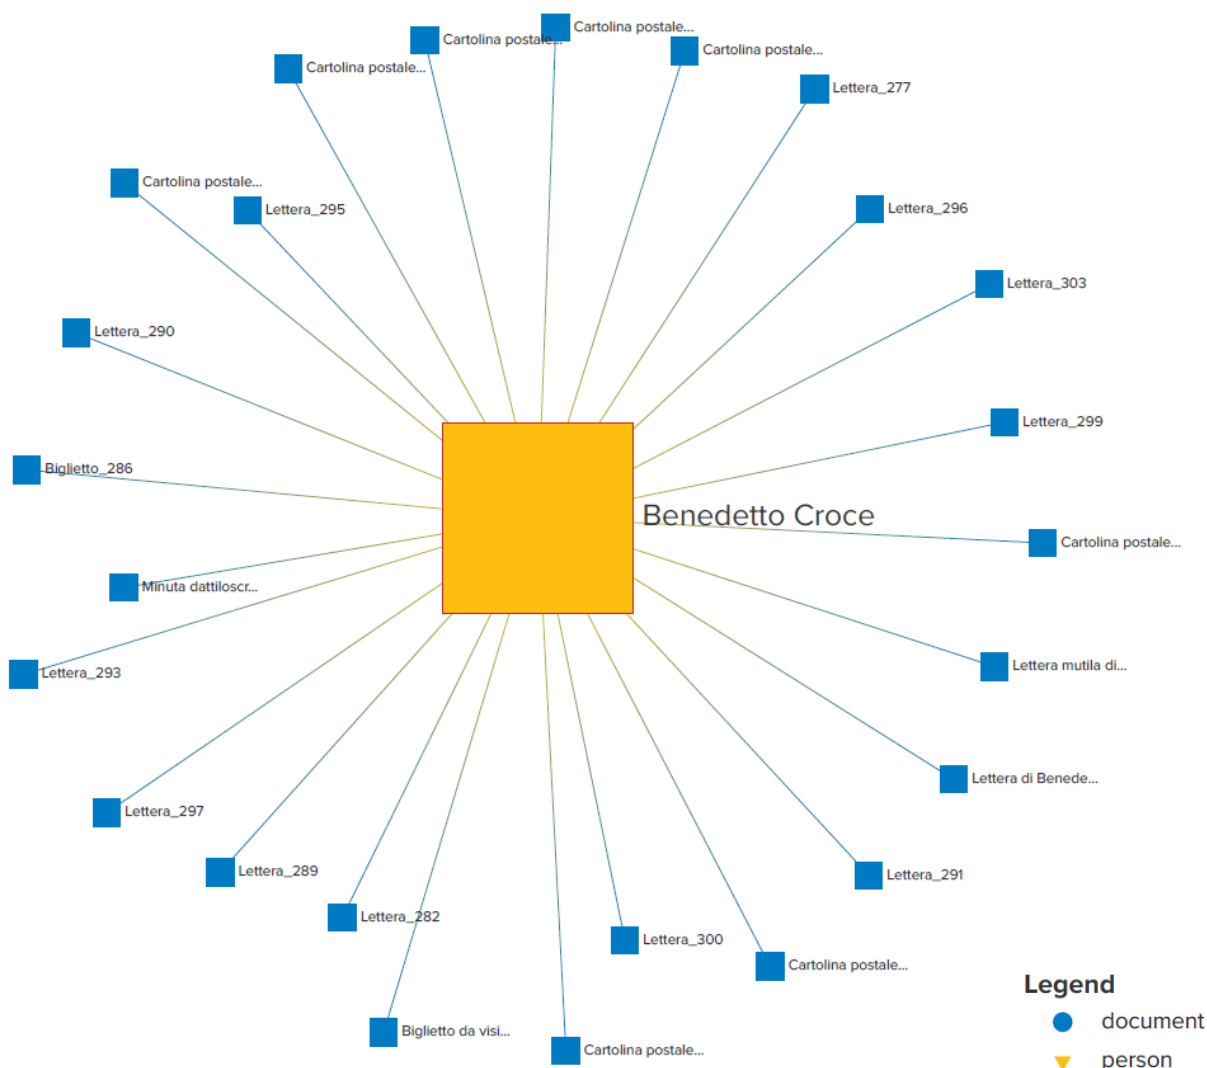 Cartolina postale...
Cartolina postale...
Cartolina postale...
Cartolina postale...
Lettera_277
Cartolina postale...
Lettera_295
Lettera_296
Lettera_303
Lettera_290
Lettera_299
Biglietto_286
Benedetto Croce
Cartolina postale...
Minuta dattiloscr...
Lettera mutila di...
Lettera_293
Lettera di Benede...
Lettera_297
Lettera_289
Lettera_291
Lettera_282
Lettera_300
Cartolina postale...
Legend
document
Biglietto da visi...
Cartolina postale...
person